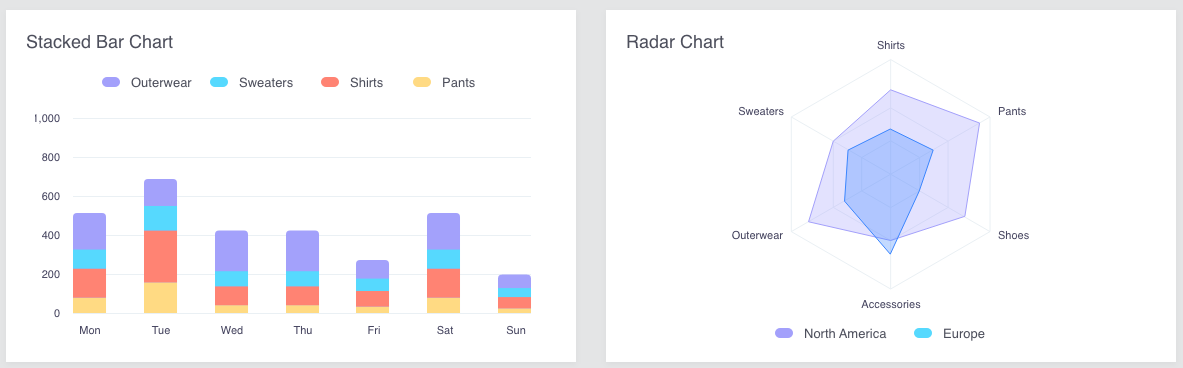 Stacked Bar Chart
Outerwear Sweaters Shirts Pants
1,000
800
600
400
200
0
Mon Tue Wed Thu Fri Sat Sun
Radar Chart
Shirts
Sweaters Pants
Outerwear Shoes
Accessories
North America Europe